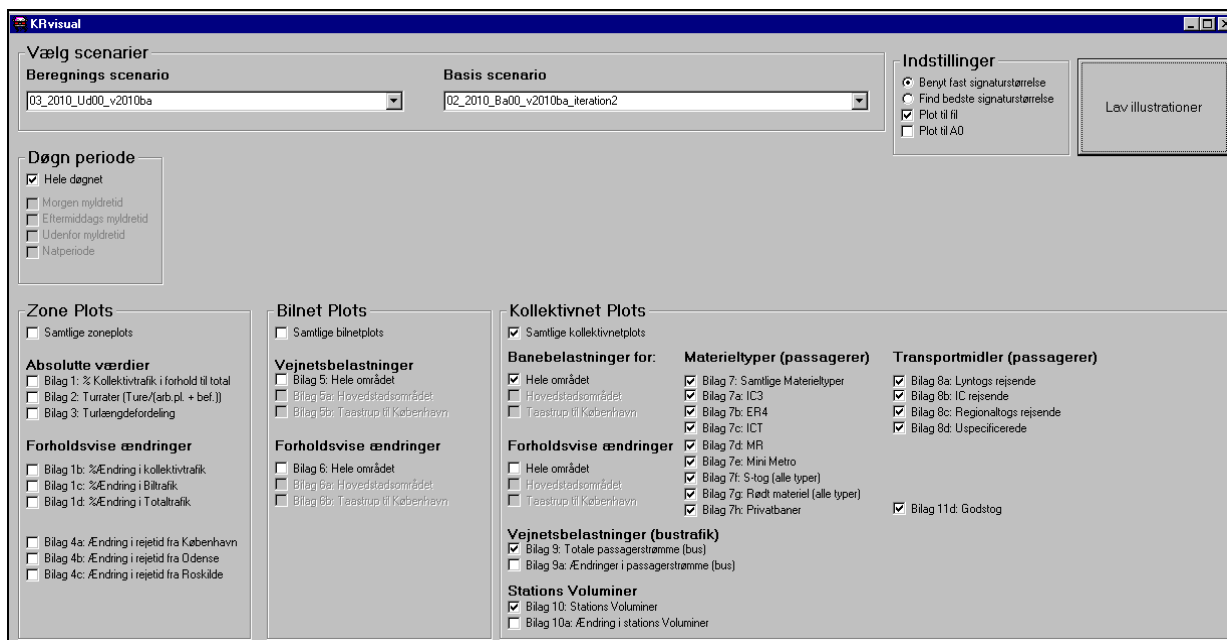 KRvisual
Vælg scenarier
Beregnings scenario
Basis scenario
03_2010_Ud00_v2010ba
02_2010_Ba00_v2010ba_iteration2
Indstillinger
Benyt fast signaturstørrelse
Find bedste signaturstørrelse
Plot til fil
Plot til A0
Lav illustrationer
Døgn periode
Hele døgnet
Morgen myldretid
Eftermiddags myldretid
Udenfor myldretid
Natperiode
Zone Plots
Samtlige zoneplots
Absolutte værdier
Bilag 1: % Kollektivtrafik i forhold til total
Bilag 2: Turrater (Ture/(arb.pl. + bef.))
Bilag 3: Turlængdefordeling
Forholdsvise ændringer
Bilag 1b: %Ændring i kollektivtrafik
Bilag 1c: %Ændring i Biltrafik
Bilag 1d: %Ændring i Totaltrafik
Bilag 4a: Ændring i rejetid fra København
Bilag 4b: Ændring i rejetid fra Odense
Bilag 4c: Ændring i rejetid fra Roskilde
Bilnet Plots
Samtlige bilnetplots
Vejnetsbelastninger
Bilag 5: Hele området
Bilag 5a: Hovedstadsområdet
Bilag 5b: Taastrup til København
Forholdsvise ændringer
Bilag 6: Hele området
Bilag 6a: Hovedstadsområdet
Bilag 6b: Taastrup til København
Kollektivnet Plots
Samtlige kollektivnetplots
Banebelastninger for:
Hele området
Hovedstadsområdet
Taastrup til København
Forholdsvise ændringer
Hele området
Hovedstadsområdet
Taastrup til København
Materieltyper (passagerer)
Bilag 7: Samtlige Materieltyper
Bilag 7a: IC3
Bilag 7b: ER4
Bilag 7c: ICT
Bilag 7d: MR
Bilag 7e: Mini Metro
Bilag 7f: S-tog (alle typer)
Bilag 7g: Rødt materiel (alle typer)
Bilag 7h: Privatbaner
Transportmidler (passagerer)
Bilag 8a: Lyntogs rejsende
Bilag 8b: IC rejsende
Bilag 8c: Regionaltogs rejsende
Bilag 8d: Uspecificerede
Bilag 11d: Godstog
Vejnetsbelastninger (bustrafik)
Bilag 9: Totale passagerstrømme (bus)
Bilag 9a: Ændringer i passagerstrømme (bus)
Stations Voluminer
Bilag 10: Stations Voluminer
Bilag 10a: Ændring i stations Voluminer